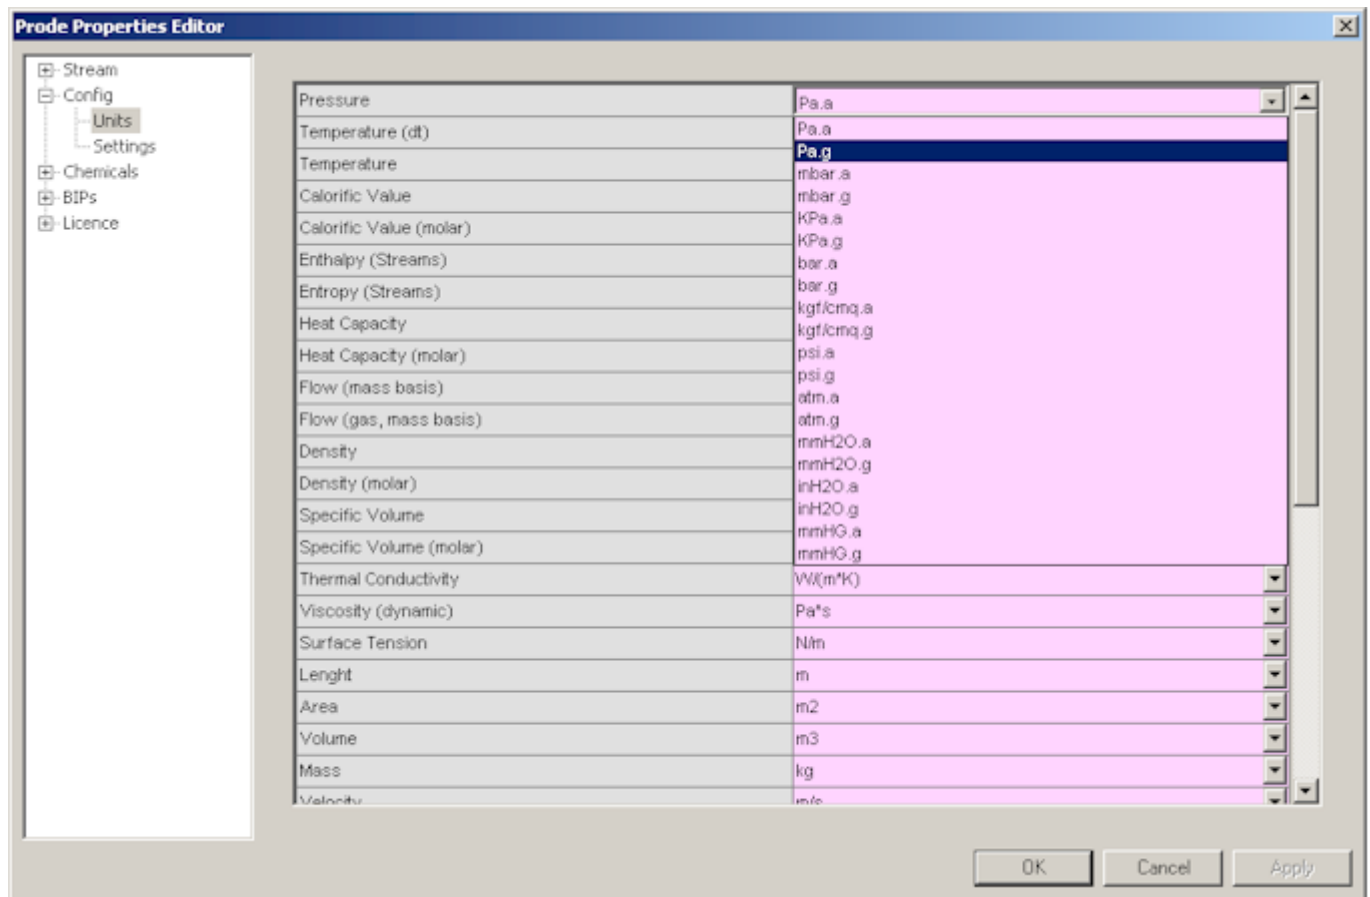 Prode Properties Editor
Stream
Config
Units
Settings
Chemicals
BIPs
Licence
Pressure Pa.a
Temperature (dt) Pa.a
Pa.g
Temperature mbar.a
Calorific Value mbar.g
Calorific Value (molar) KPa.a
KPa.g
Enthalpy (Streams) bar.a
Entropy (Streams) bar.g
kgf/cmq.a
Heat Capacity kgf/cmq.g
Heat Capacity (molar) psi.a
psi.g
Flow (mass basis) atm.a
Flow (gas, mass basis) atm.g
mmH2O.a
Density mmH2O.g
Density (molar) inH2O.a
Specific Volume inH2O.g
mmHG.a
Specific Volume (molar) mmHG.g
Thermal Conductivity W/(m*K)
Viscosity (dynamic) Pa*s
Surface Tension N/m
Lenght m
Area m2
Volume m3
Mass kg
Velocity m/s
OK Cancel Apply